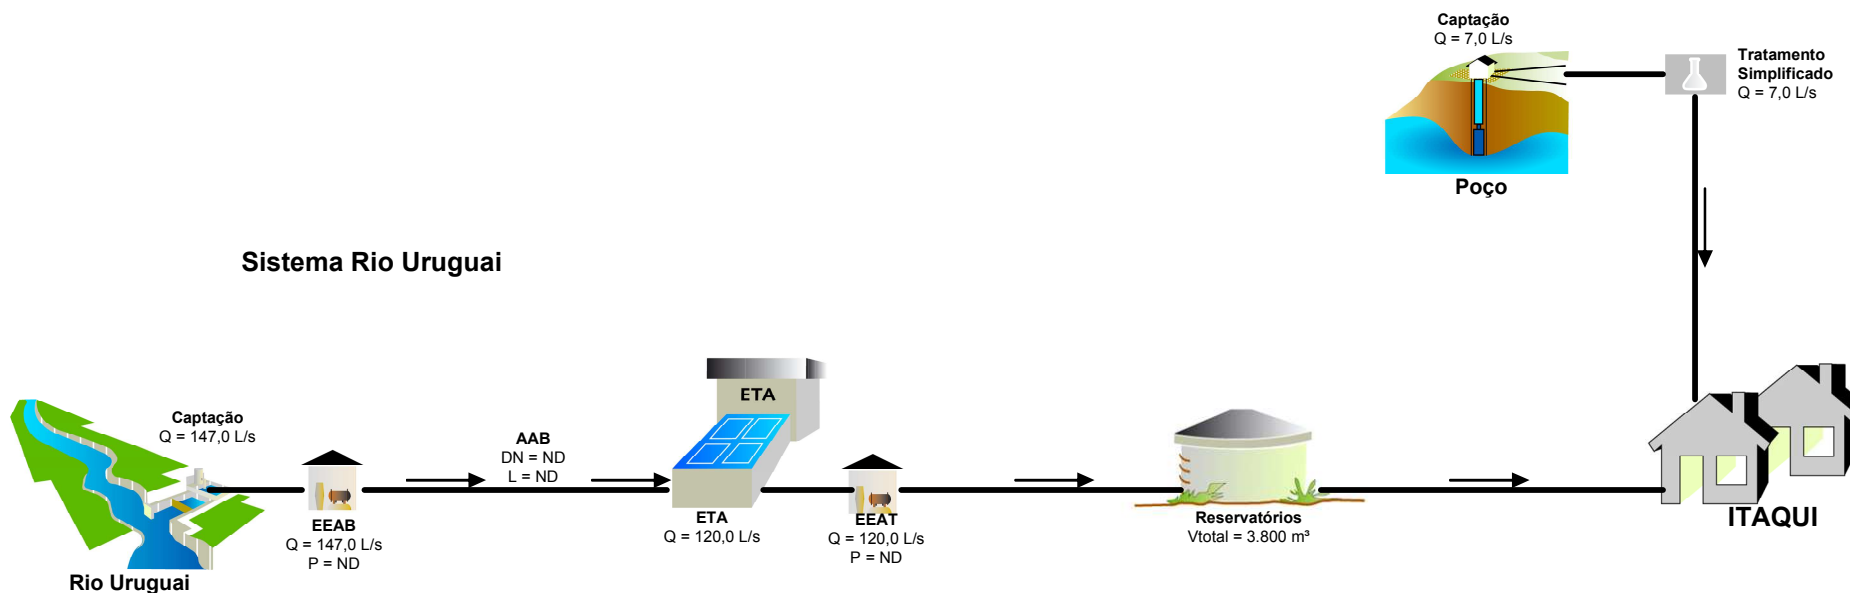 Captação
Q = 7,0 L/s
Tratamento
Simplificado
Q = 7,0 L/s
Poço
Sistema Rio Uruguai
Captação
Q = 147,0 L/s
AAB
DN = ND
L = ND
ETA
EEAB
Q = 147,0 L/s
P = ND
ETA
Q = 120,0 L/s
EEAT
Q = 120,0 L/s
P = ND
Reservatórios
Vtotal = 3.800 m³
ITAQUI
Rio Uruguai